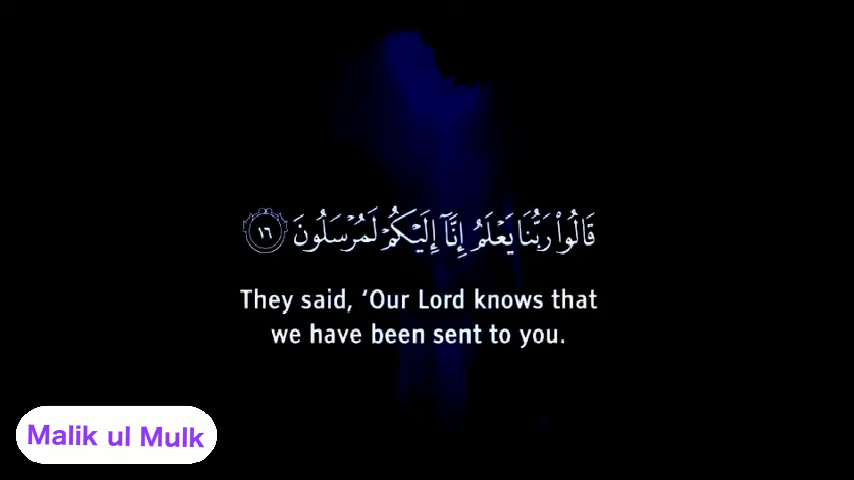 قَالُواْ رَبُّنَا يَعْلَمُ إِنَّآ إِلَيْكُمْ لَمُرْسَلُونَ ١٦
They said, ‘Our Lord knows that
we have been sent to you.
Malik ul Mulk